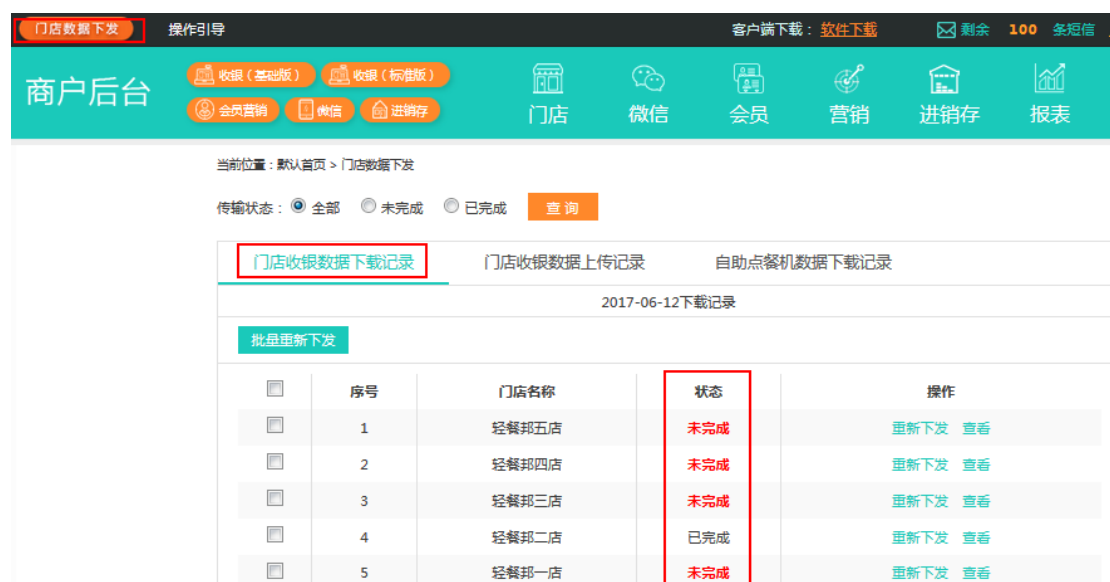 门店数据下发 操作引导 客户端下载：软件下载 剩余 100 条短信
商户后台 收银（基础版） 收银（标准版） 会员营销 微信 进销存 门店 微信 会员 营销 进销存 报表
当前位置：默认首页 > 门店数据下发
传输状态： 全部 未完成 已完成 查 询
门店收银数据下载记录 门店收银数据上传记录 自助点餐机数据下载记录
2017-06-12下载记录
批量重新下发
序号 门店名称 状态 操作
1 轻餐邦五店 未完成 重新下发 查看
2 轻餐邦四店 未完成 重新下发 查看
3 轻餐邦三店 未完成 重新下发 查看
4 轻餐邦二店 已完成 重新下发 查看
5 轻餐邦一店 未完成 重新下发 查看